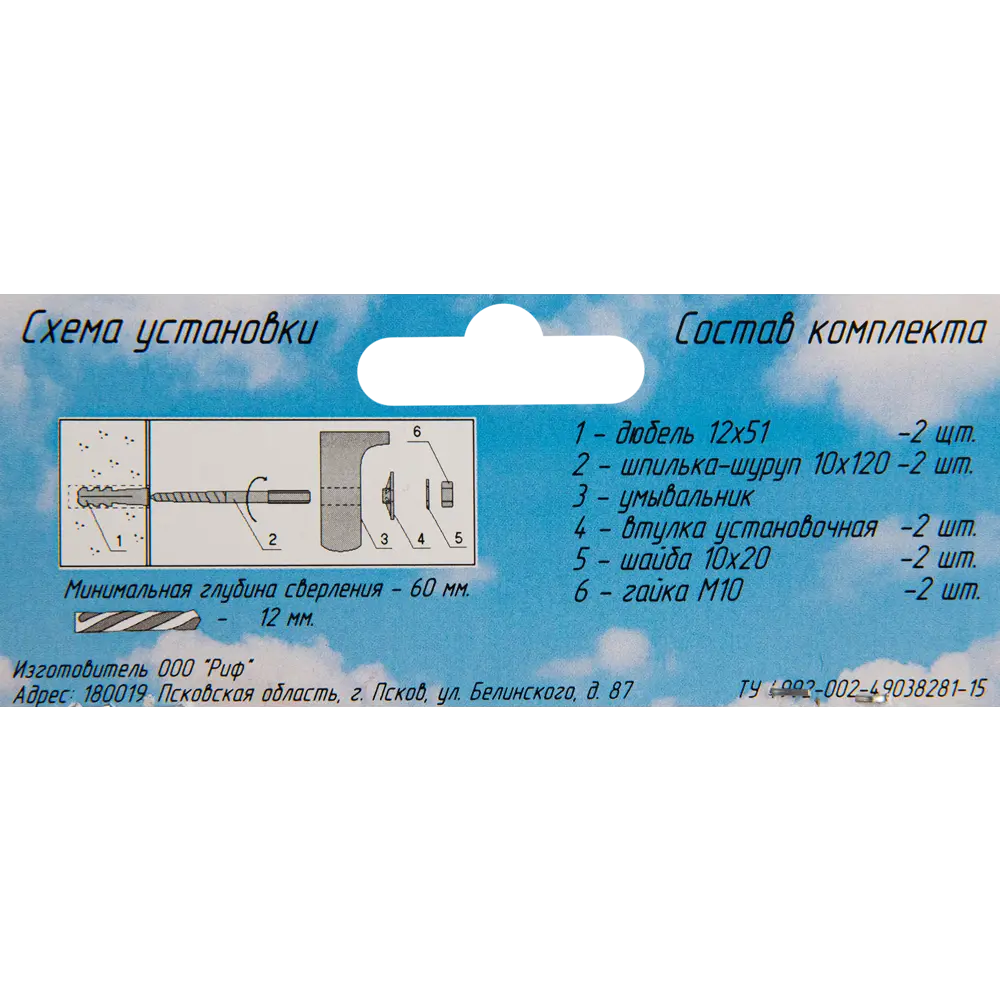 Схема установки
1
2
3
4
5
6
Минимальная глубина сверления - 60 мм.
- 12 мм.
Состав комплекта
1 - дюбель 12х51 -2 шт.
2 - шпилька-шуруп 10х120 -2 шт.
3 - умывальник
4 - втулка установочная -2 шт.
5 - шайба 10х20 -2 шт.
6 - гайка М10 -2 шт.
Изготовитель ООО "Риф"
Адрес: 180019 Псковская область, г. Псков, ул. Белинского, д. 87
ТУ -002-49038281-15